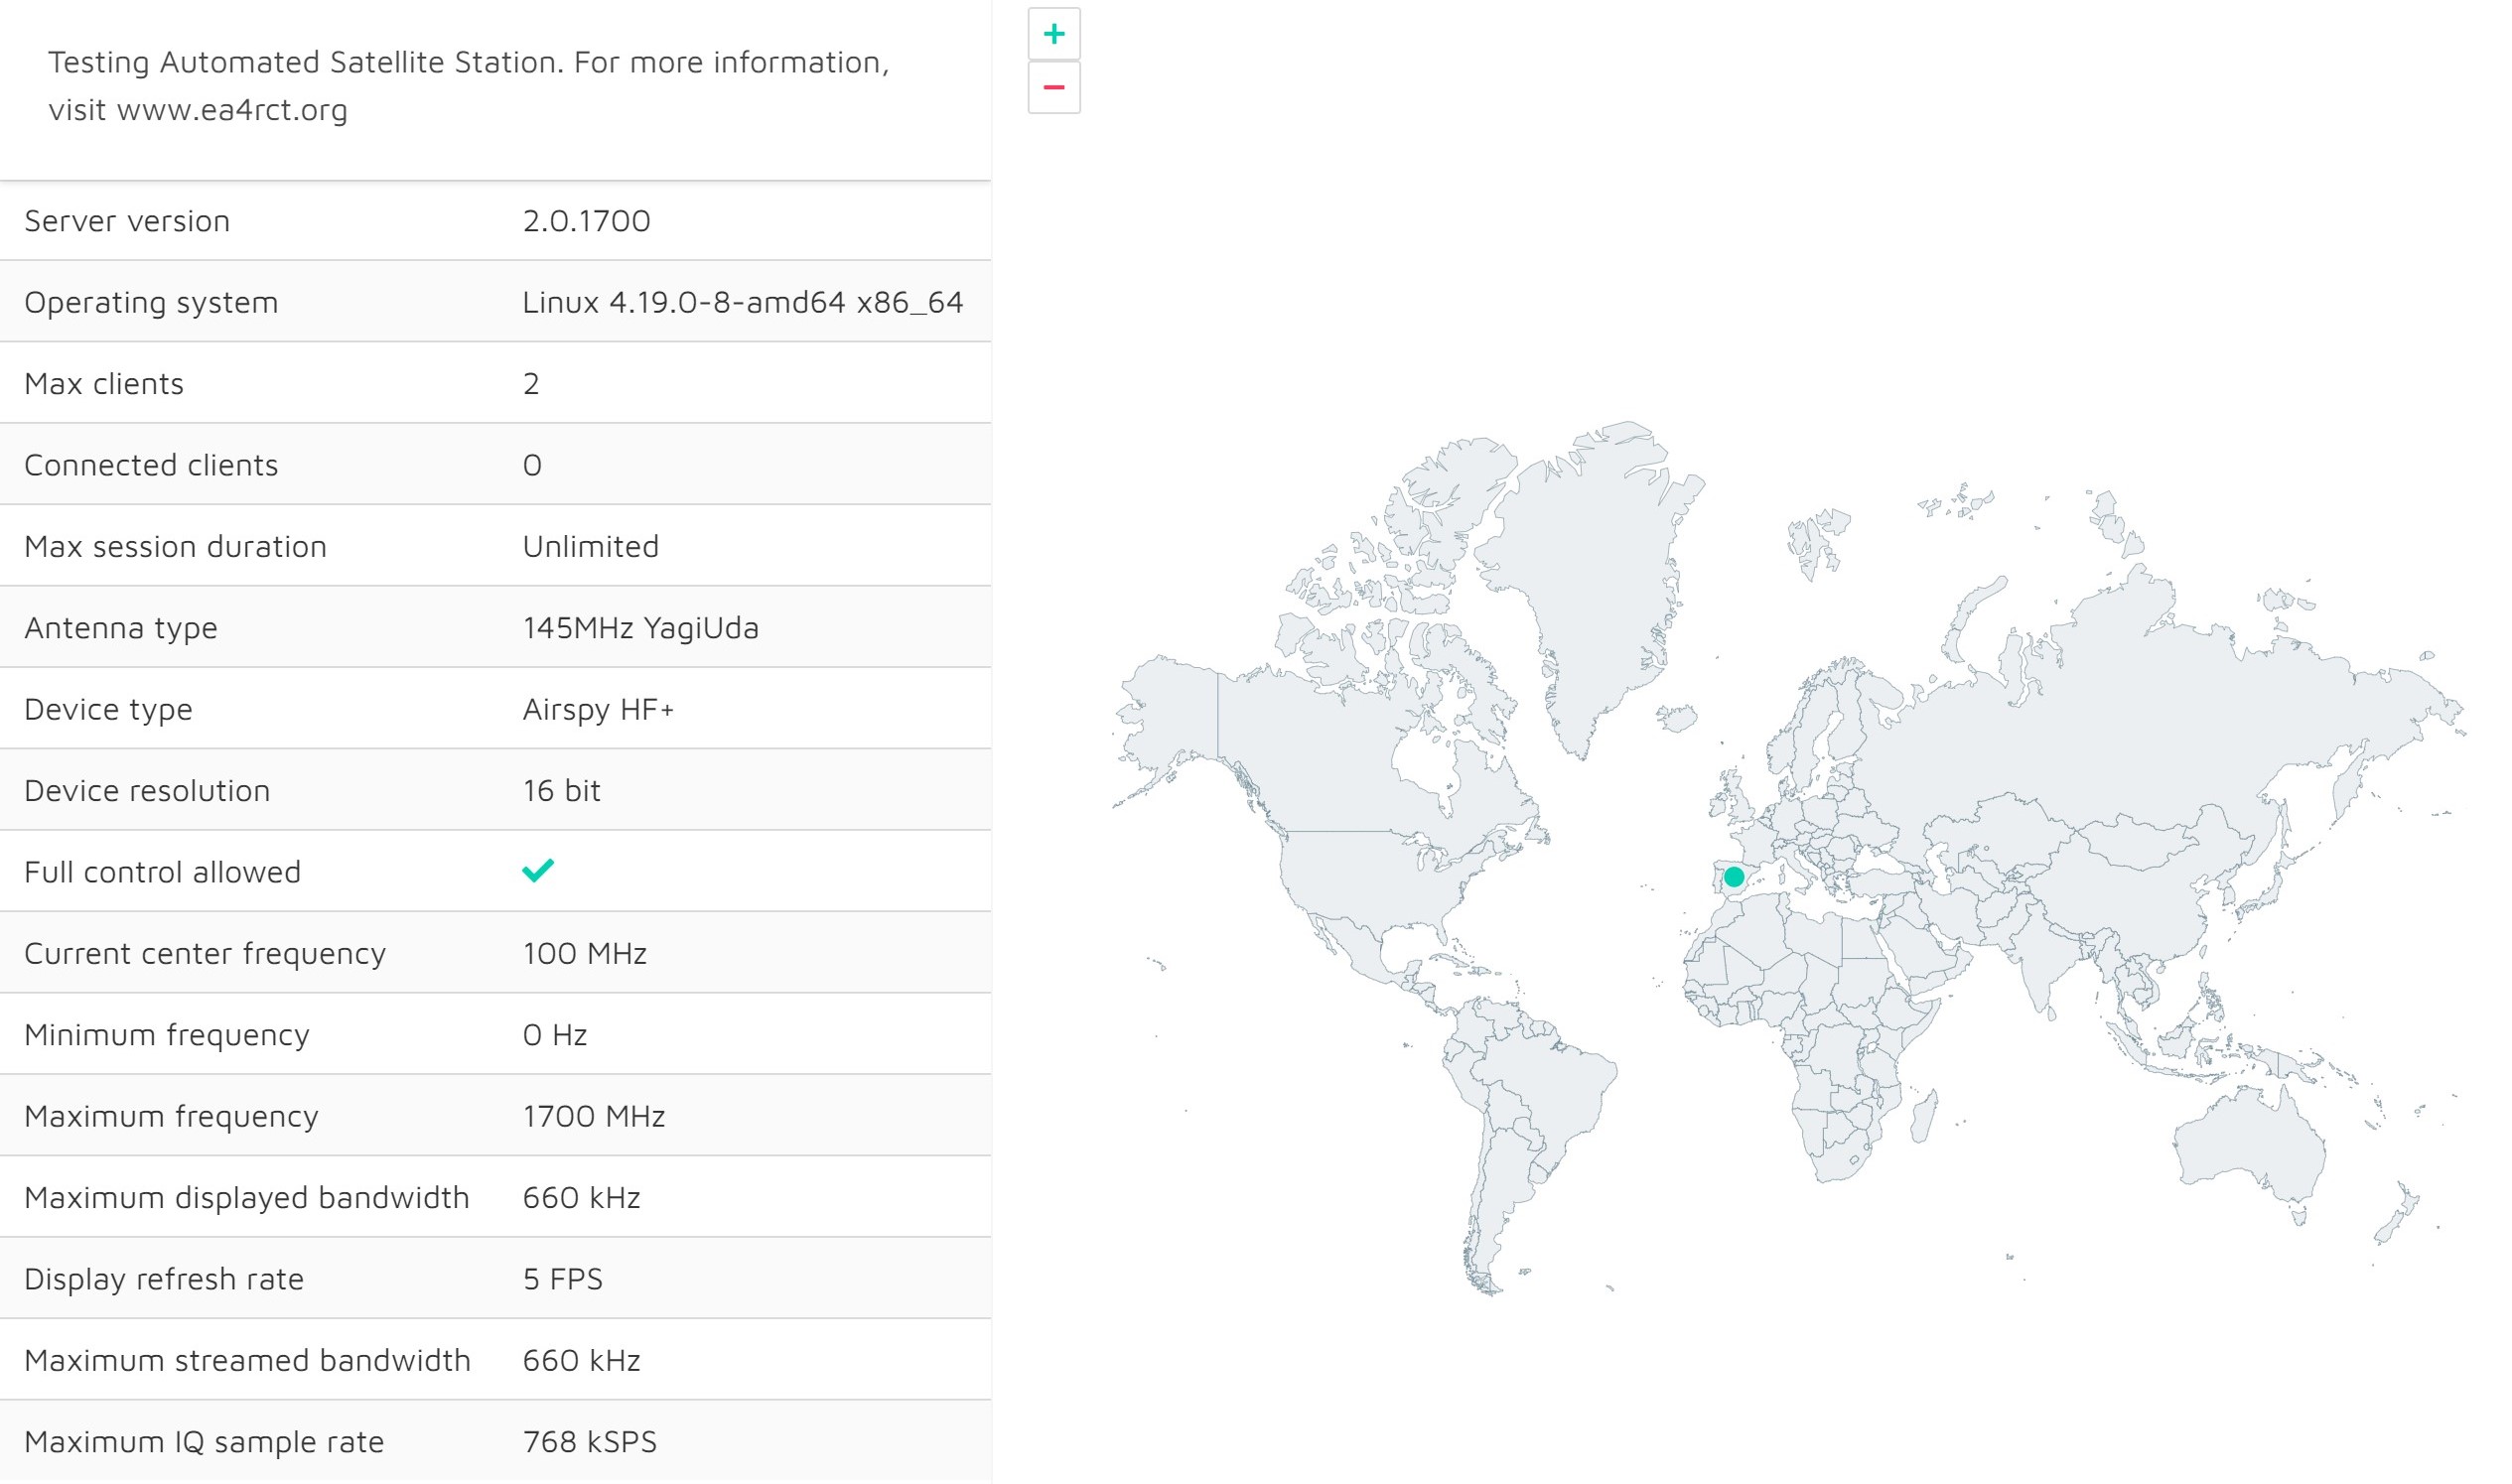 Testing Automated Satellite Station. For more information,
visit www.ea4rct.org
Server version 2.0.1700
Operating system Linux 4.19.0-8-amd64 x86_64
Max clients 2
Connected clients 0
Max session duration Unlimited
Antenna type 145MHz YagiUda
Device type Airspy HF+
Device resolution 16 bit
Full control allowed
Current center frequency 100 MHz
Minimum frequency 0 Hz
Maximum frequency 1700 MHz
Maximum displayed bandwidth 660 kHz
Display refresh rate 5 FPS
Maximum streamed bandwidth 660 kHz
Maximum IQ sample rate 768 kSPS